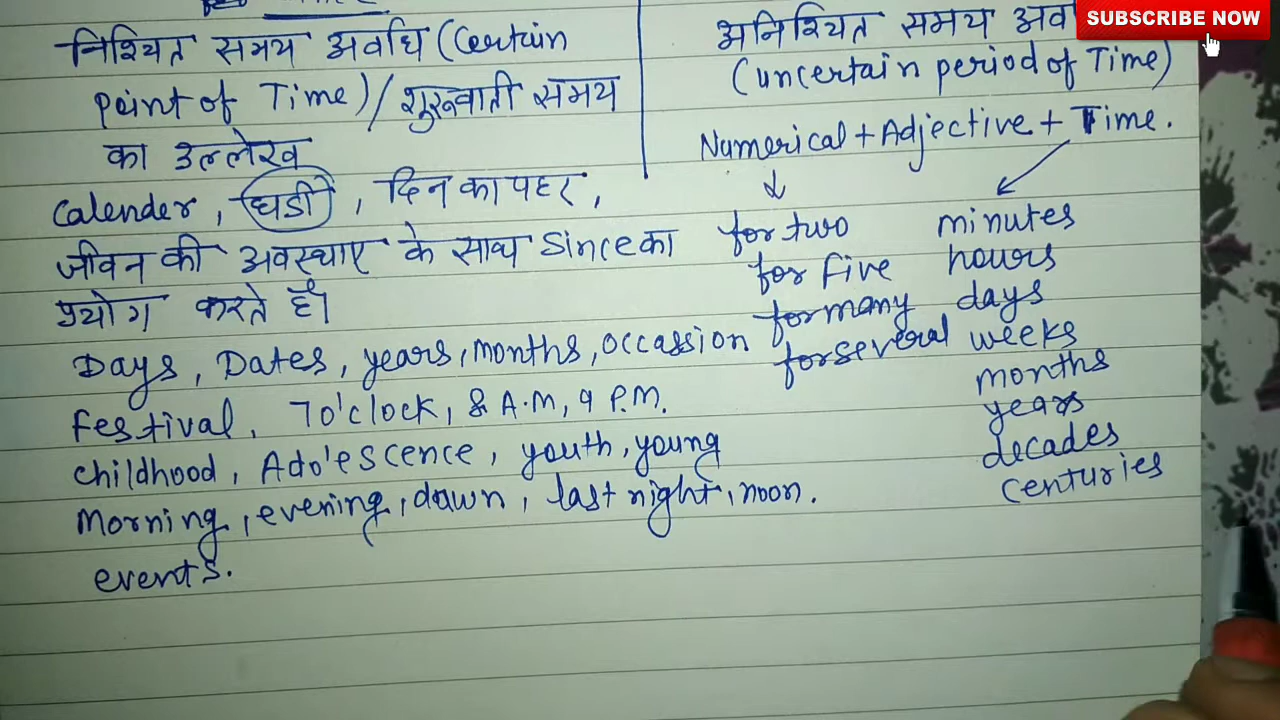 निश्चित समय अवधि (Certain
point of Time) / शुरूवाती समय
का उल्लेख
Calender, घडी, दिन का पहर,
जीवन की अवस्थाए के साथ Since का
प्रयोग करते है।
Days, Dates, years, months, occassion
Festival, 7o'clock, 8 A.M, 9 P.M.
childhood, Adolescence, youth, young
Morning, evening, dawn, last night, noon.
events.
अनिश्चित समय
(uncertain period of Time)
Numerical + Adjective + Time.
for two minutes
for five hours
for many days
for several weeks
months
years
decades
centuries
SUBSCRIBE NOW